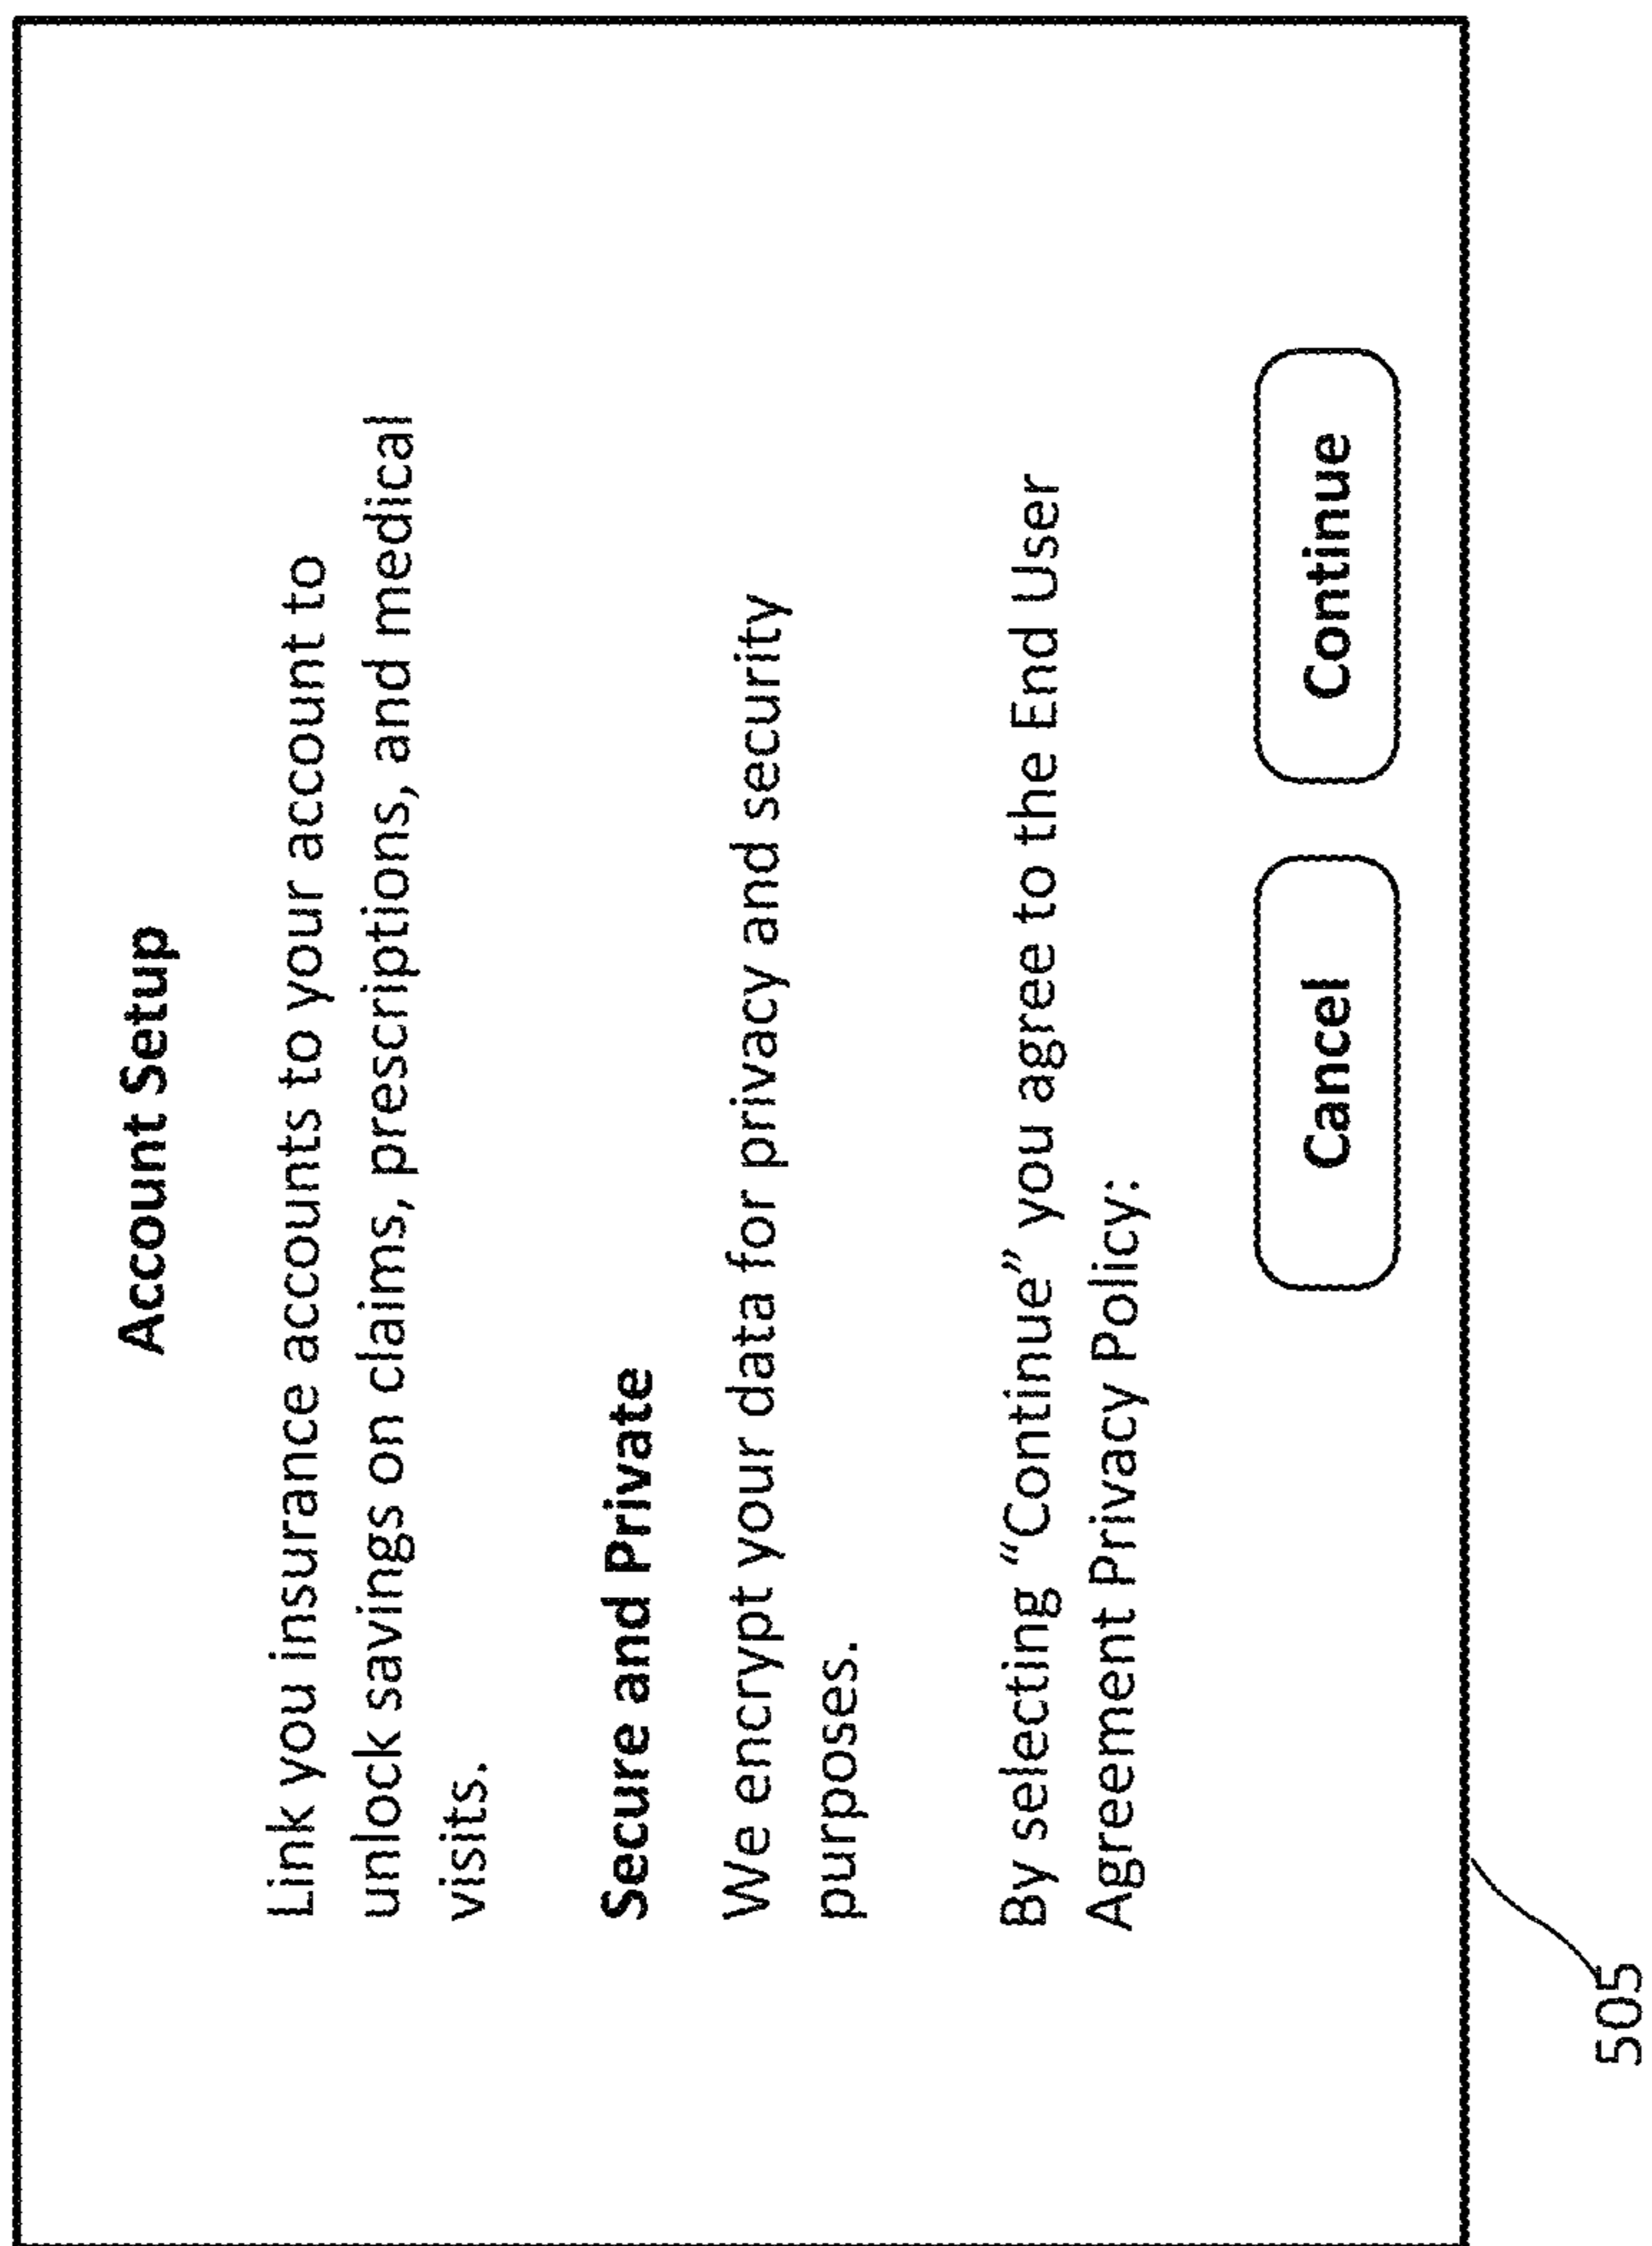 Account Setup
Link you insurance accounts to your account to
unlock savings on claims, prescriptions, and medical
visits.
Secure and Private
We encrypt your data for privacy and security
purposes.
By selecting “Continue” you agree to the End User
Agreement Privacy Policy:
Cancel
Continue
505